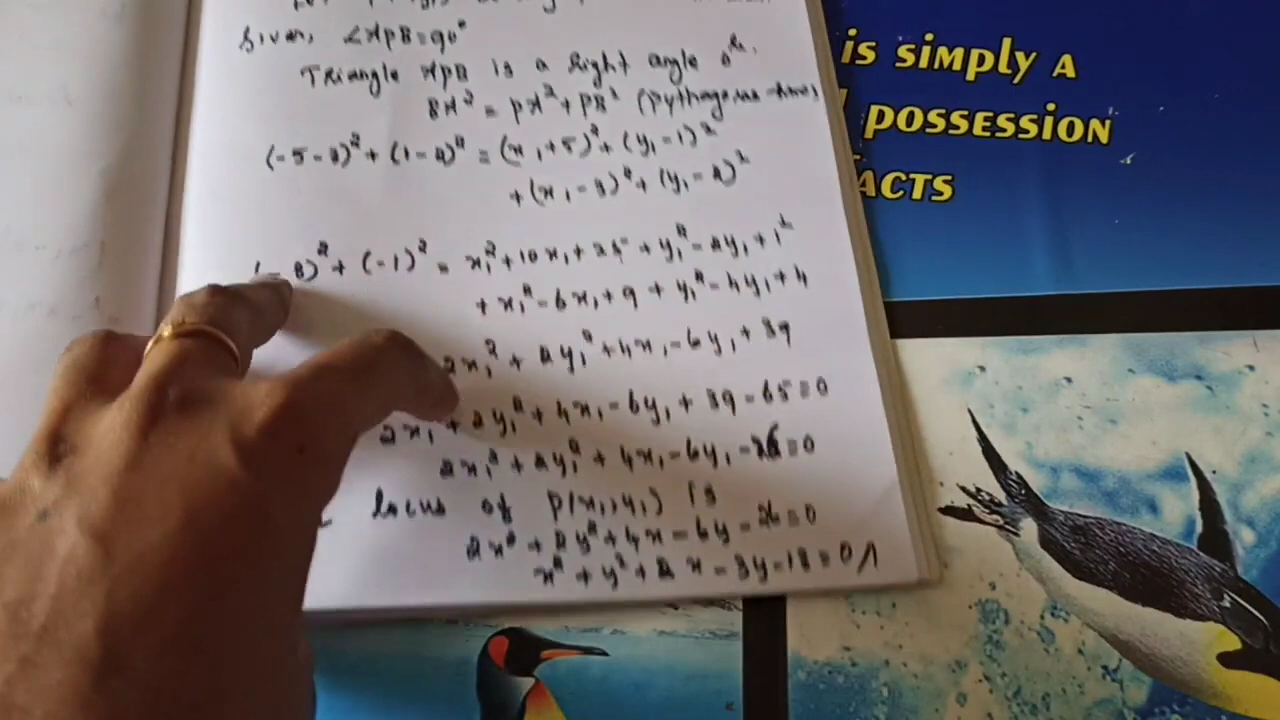 Given, ∠APB=90°
Triangle APB is a Right angle
BA² = PA² + PB² (Pythagoras
(-5-3)² + (1-2)² = (x₁+5)² + (y₁-1)²
+ (x₁-3)² + (y₁-2)²
8)² + (-1)² = x₁² + 10x₁ + 25 + y₁² - 2y₁ + 1²
+ x₁² - 6x₁ + 9 + y₁² - 4y₁ + 4
2x₁² + 2y₁² + 4x₁ - 6y₁ + 39
2x₁ + 2y₁² + 4x₁ - 6y₁ + 39 - 65 = 0
2x₁² + 2y₁² + 4x₁ - 6y₁ - 26 = 0
locus of P(x₁, y₁) is
2x² + 2y² + 4x - 6y - 26 = 0
x² + y² + 2x - 3y - 13 = 0//
is simply a
possession
acts